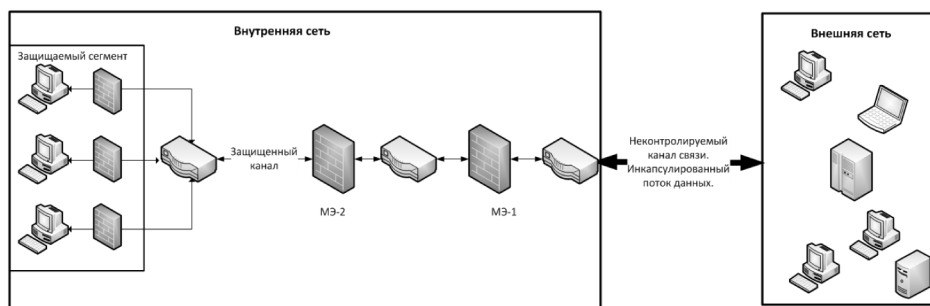 Внутренняя сеть
Защищаемый сегмент
Защищенный
канал
МЭ-2
МЭ-1
Неконтролируемый
канал связи.
Инкапсулированный
поток данных.
Внешняя сеть